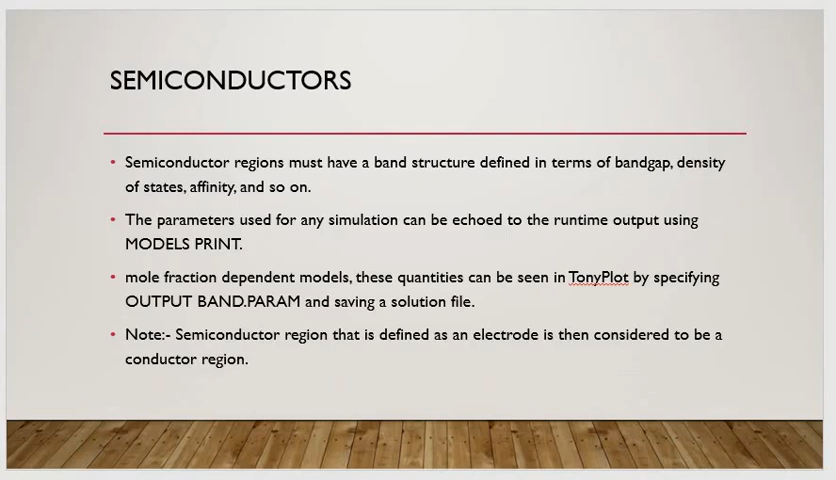 SEMICONDUCTORS
• Semiconductor regions must have a band structure defined in terms of bandgap, density
of states, affinity, and so on.
• The parameters used for any simulation can be echoed to the runtime output using
MODELS PRINT.
• mole fraction dependent models, these quantities can be seen in TonyPlot by specifying
OUTPUT BAND.PARAM and saving a solution file.
• Note:- Semiconductor region that is defined as an electrode is then considered to be a
conductor region.